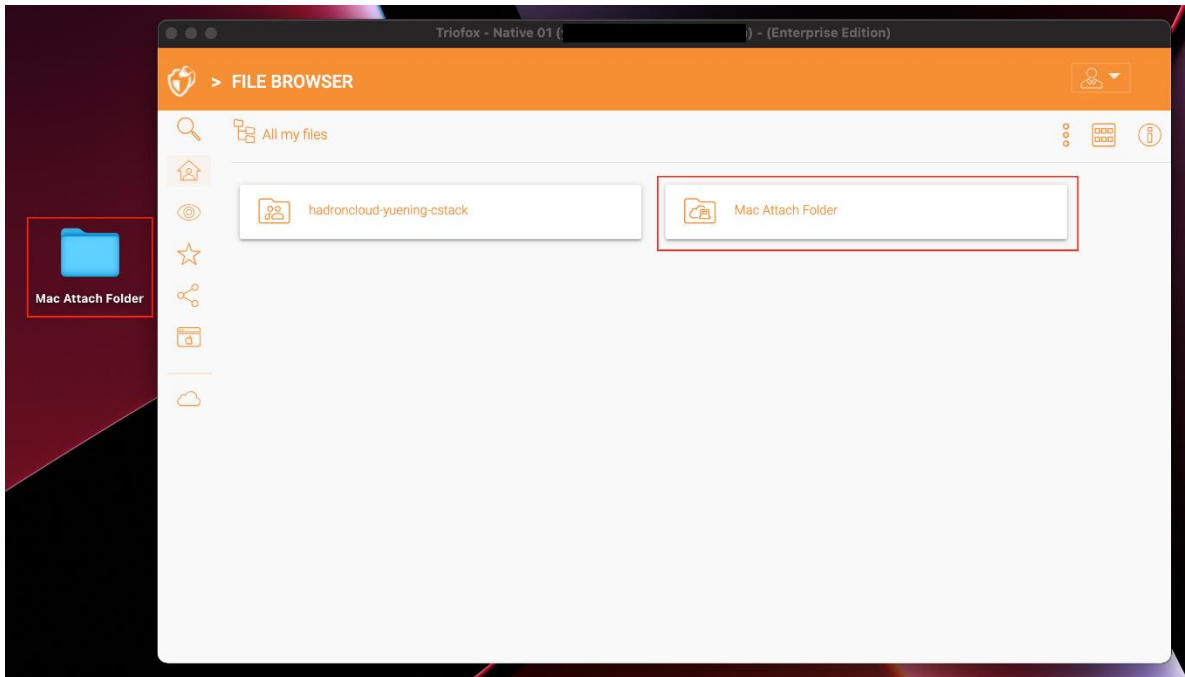 Triofox - Native 01 ( ) - (Enterprise Edition)
> FILE BROWSER
All my files
hadroncloud-yuening-cstack
Mac Attach Folder
Mac Attach Folder